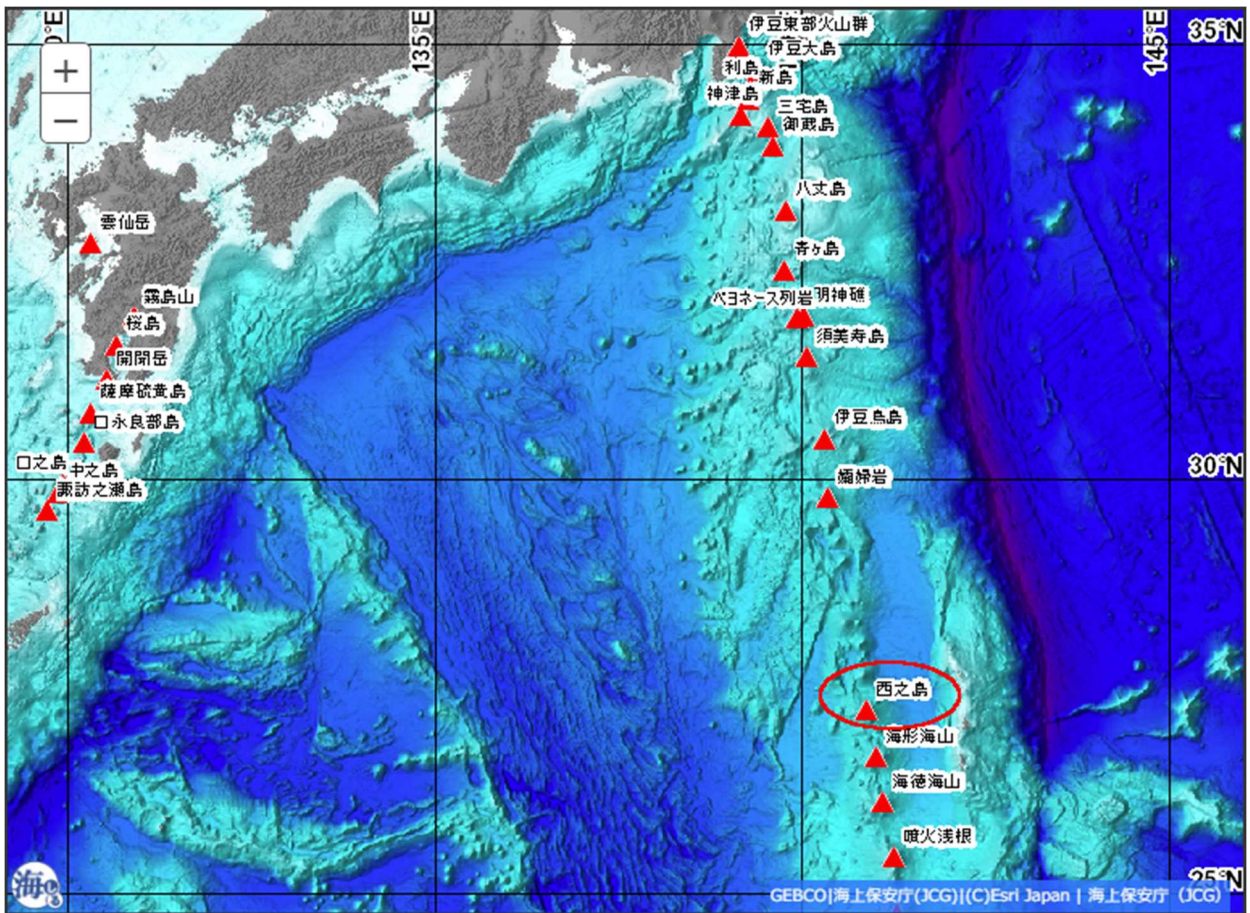 35°N
135°E
145°E
0°E
+
−
伊豆東部火山群
伊豆大島
利島
新島
神津島
三宅島
御蔵島
八丈島
雲仙岳
青ヶ島
霧島山
ベヨネース列岩
明神礁
桜島
須美寿島
開聞岳
薩摩硫黄島
口永良部島
伊豆鳥島
口之島
中之島
30°N
諏訪之瀬島
孀婦岩
西之島
海形海山
海徳海山
噴火浅根
25°N
海しる
GEBCO|海上保安庁(JCG)|(C)Esri Japan | 海上保安庁（JCG）